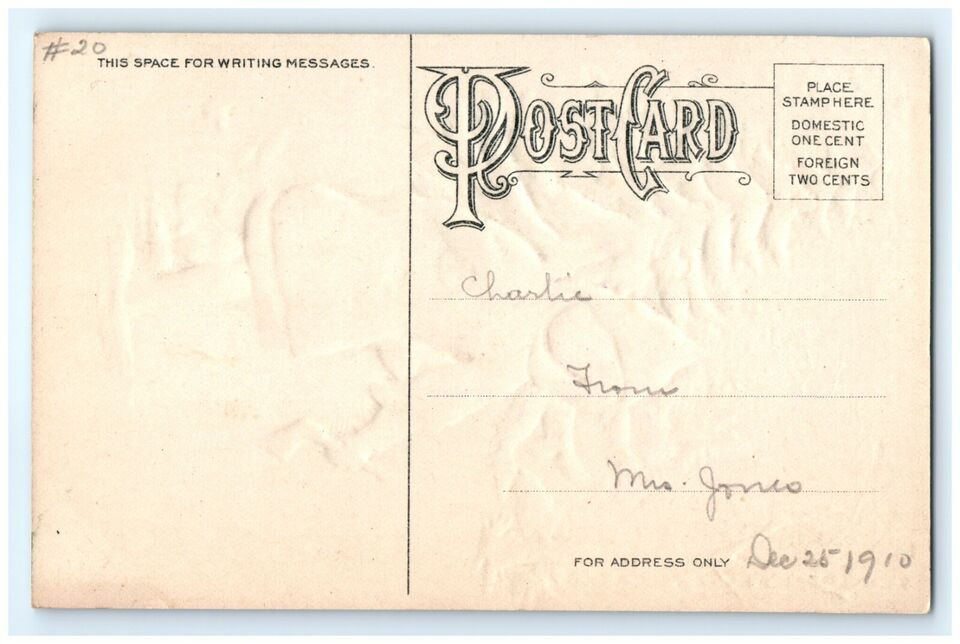 #20
THIS SPACE FOR WRITING MESSAGES.
POST CARD
PLACE
STAMP HERE
DOMESTIC
ONE CENT
FOREIGN
TWO CENTS
Charlie
From
Mrs. Jones
FOR ADDRESS ONLY
Dec 25 1910